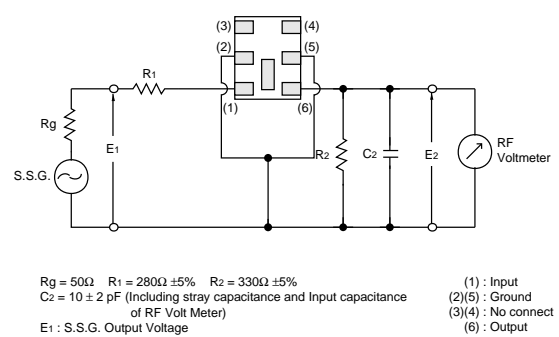 (3) (4)
(2) (5)
R1
(1) (6)
Rg
E1
R2 C2 E2
RF
Voltmeter
S.S.G.
Rg = 50Ω R1 = 280Ω ±5% R2 = 330Ω ±5%
C2 = 10 ± 2 pF (Including stray capacitance and Input capacitance
of RF Volt Meter)
E1 : S.S.G. Output Voltage
(1) : Input
(2)(5) : Ground
(3)(4) : No connect
(6) : Output